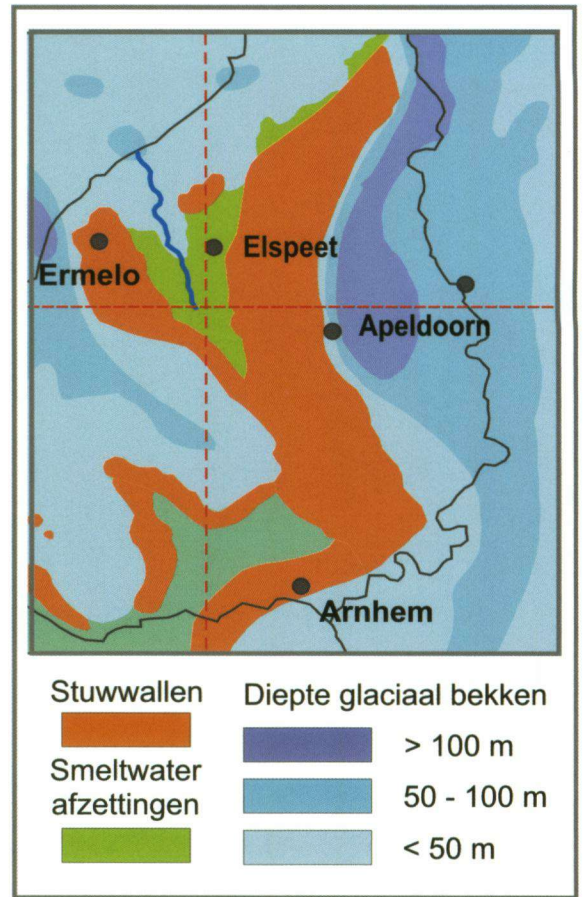 Elspeet
Ermelo
Apeldoorn
Arnhem
Stuwwallen
Smeltwater
afzettingen
Diepte glaciaal bekken
> 100 m
50 - 100 m
< 50 m